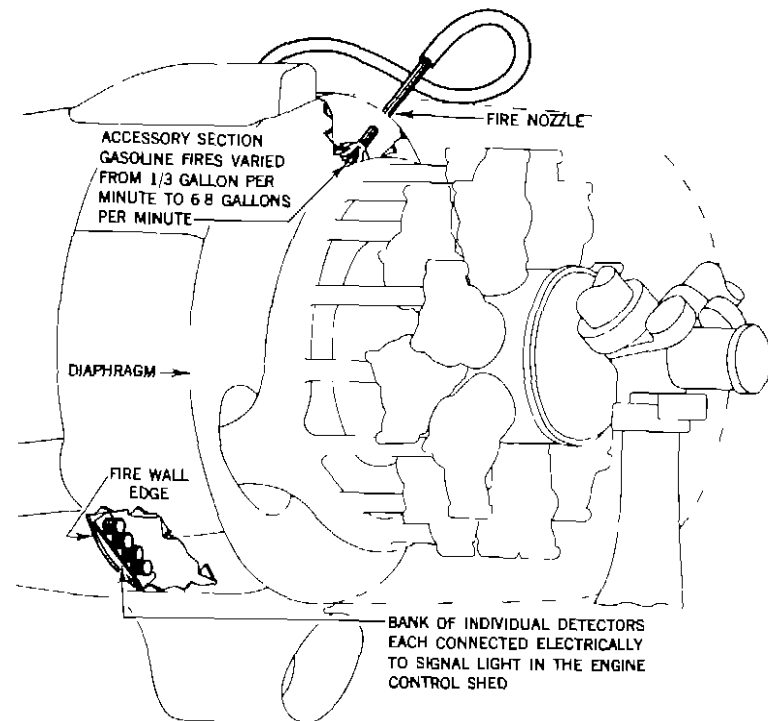 ACCESSORY SECTION
GASOLINE FIRES VARIED
FROM 1/3 GALLON PER
MINUTE TO 6 8 GALLONS
PER MINUTE
FIRE NOZZLE
DIAPHRAGM
FIRE WALL
EDGE
BANK OF INDIVIDUAL DETECTORS
EACH CONNECTED ELECTRICALLY
TO SIGNAL LIGHT IN THE ENGINE
CONTROL SHED